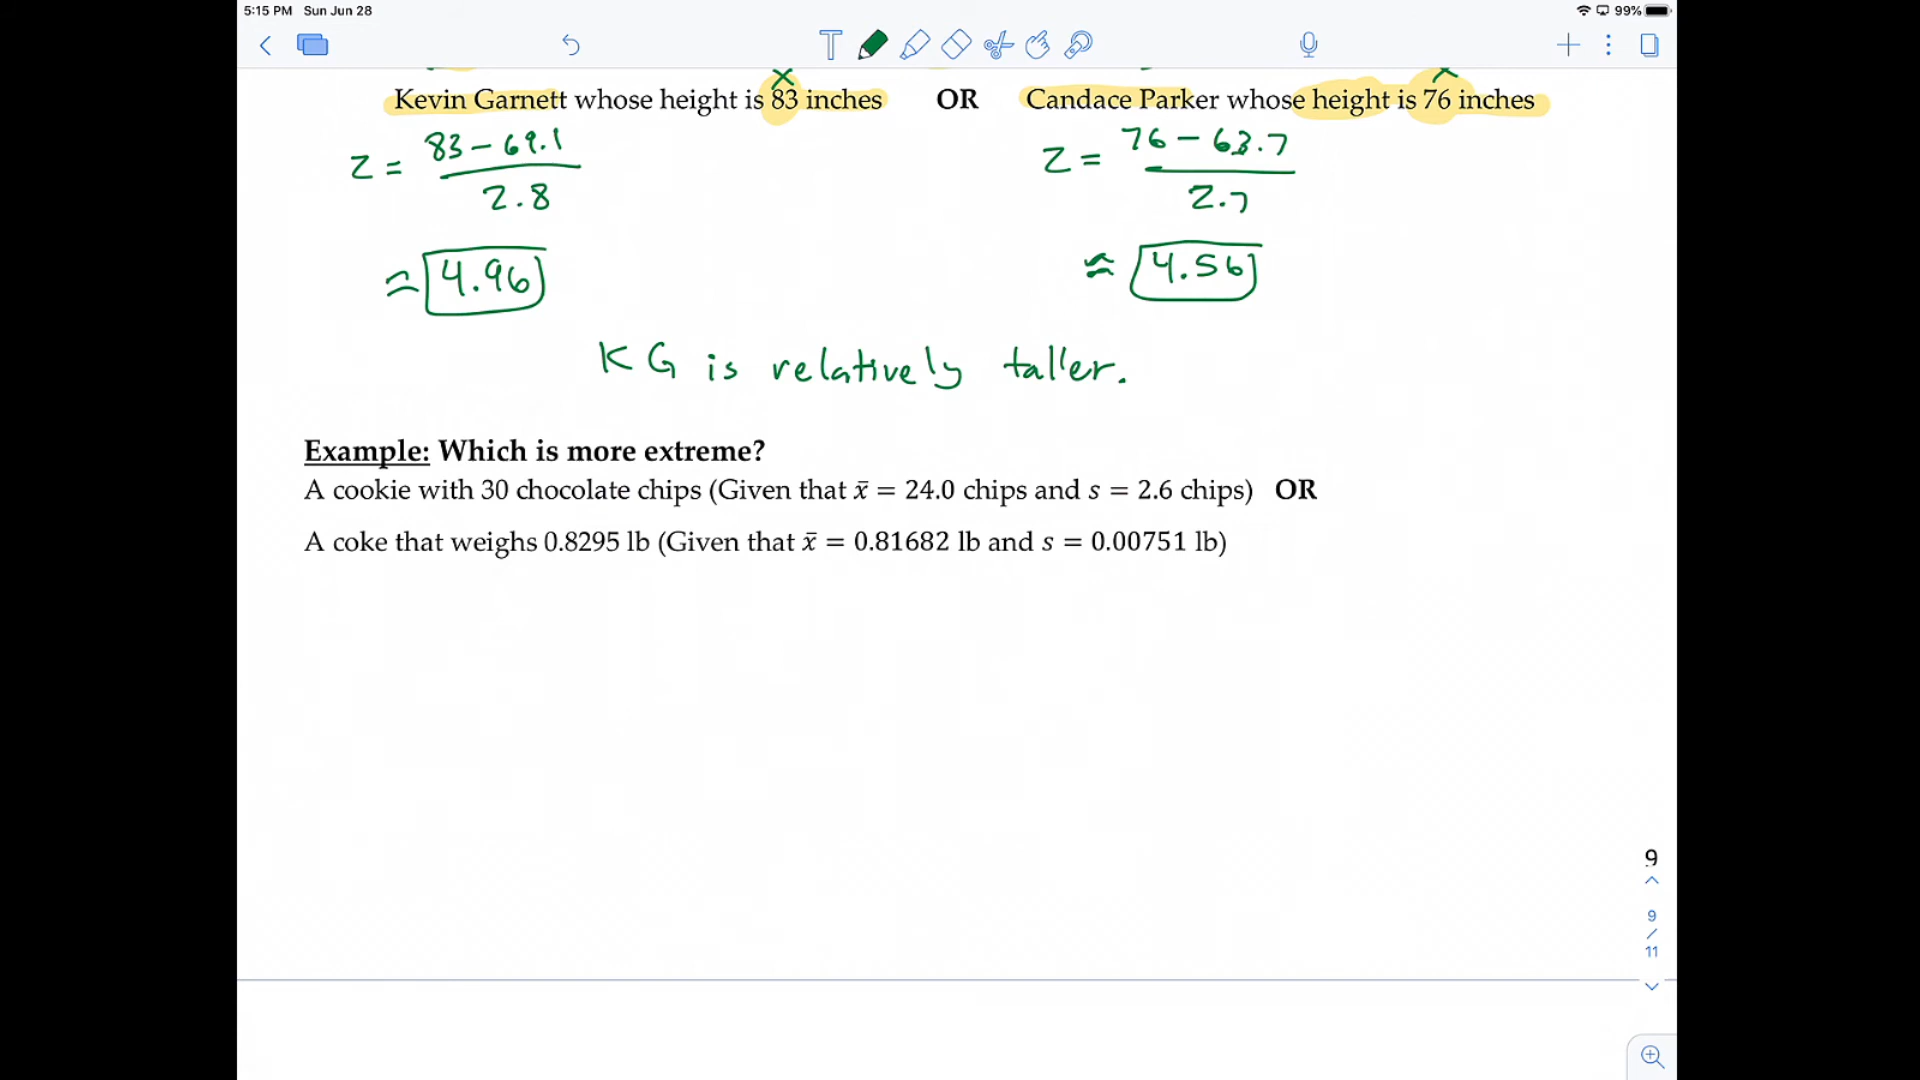 5:15 PM Sun Jun 28
99%
T
x x
Kevin Garnett whose height is 83 inches OR Candace Parker whose height is 76 inches
z = 83 - 69.1 / 2.8 z = 76 - 63.7 / 2.7
≈ 4.96 ≈ 4.56
KG is relatively taller.
Example: Which is more extreme?
A cookie with 30 chocolate chips (Given that x̄ = 24.0 chips and s = 2.6 chips) OR
A coke that weighs 0.8295 lb (Given that x̄ = 0.81682 lb and s = 0.00751 lb)
9
9
/
11